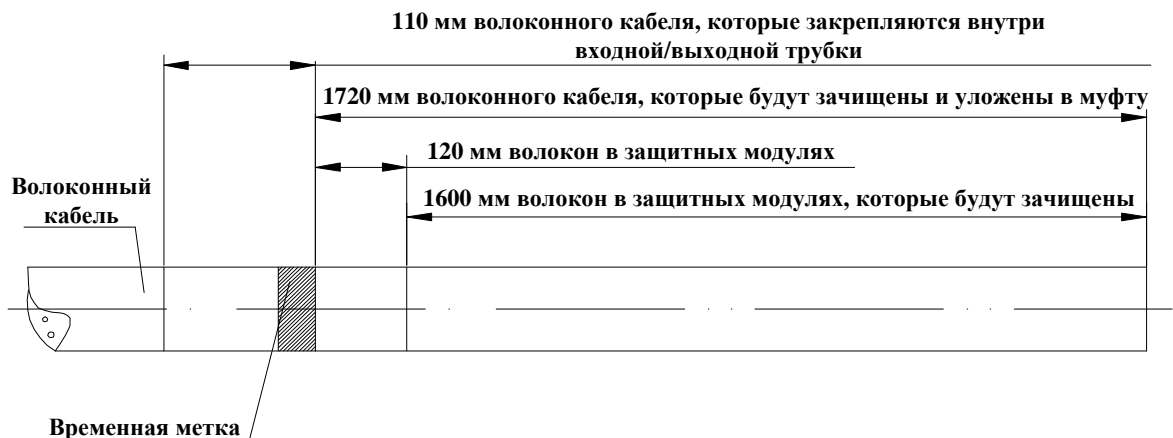 110 мм волоконного кабеля, которые закрепляются внутри
входной/выходной трубки
1720 мм волоконного кабеля, которые будут зачищены и уложены в муфту
120 мм волокон в защитных модулях
Волоконный
кабель
1600 мм волокон в защитных модулях, которые будут зачищены
Временная метка